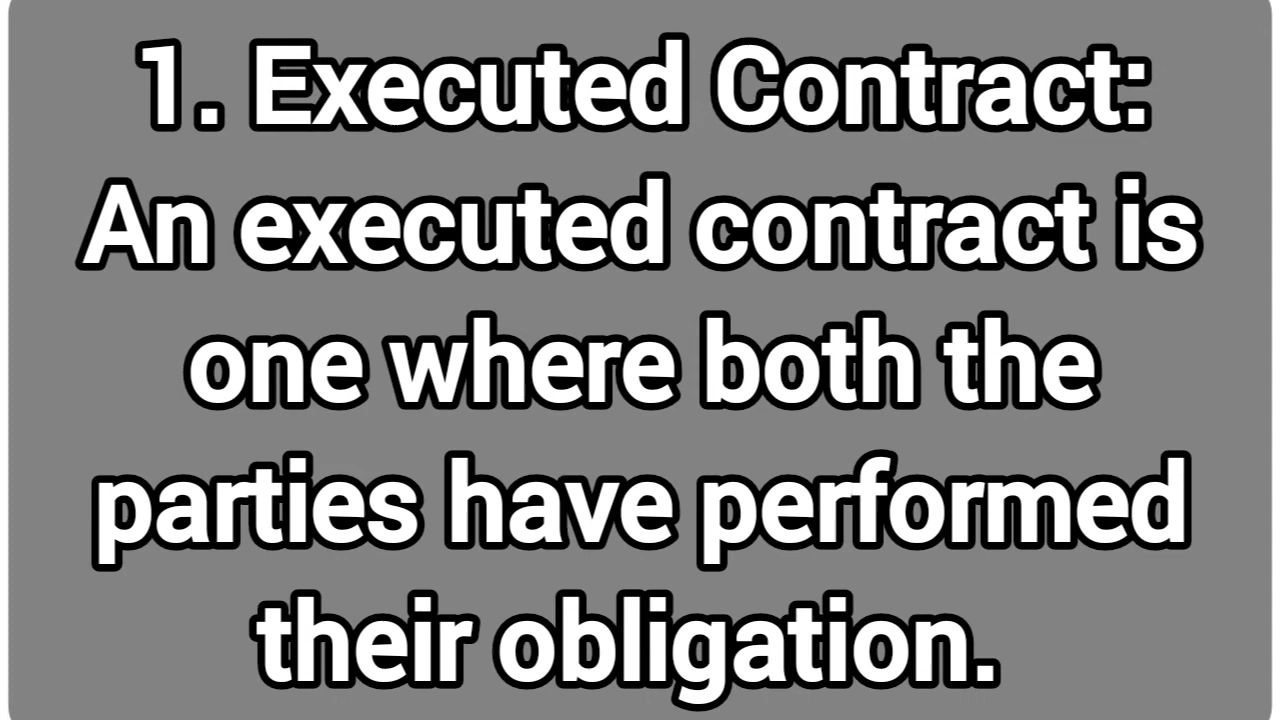 1. Executed Contract:
An executed contract is
one where both the
parties have performed
their obligation.